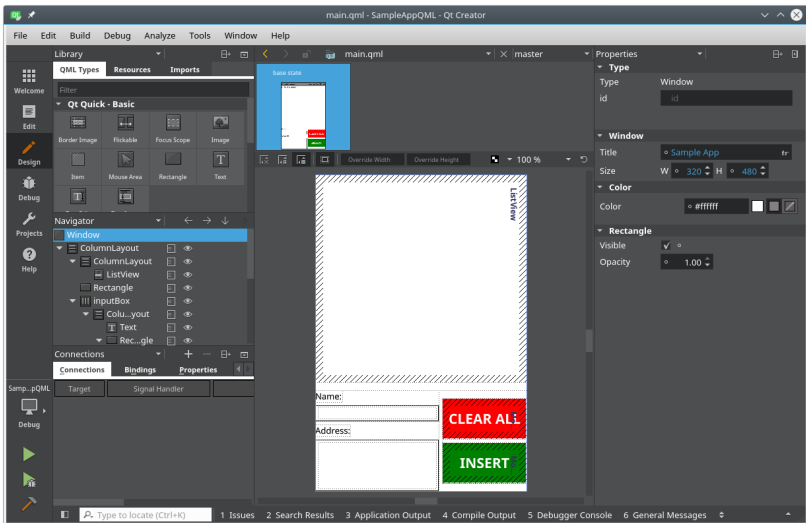 main.qml - SampleAppQML - Qt Creator
File Edit Build Debug Analyze Tools Window Help
Library
main.qml
master
Properties
QML Types Resources Imports
Filter
Qt Quick - Basic
Border Image Flickable Focus Scope Image
Item Mouse Area Rectangle Text
Welcome
Edit
Design
Debug
Projects
Help
Navigator
Window
ColumnLayout
ColumnLayout
ListView
Rectangle
inputBox
Colu...yout
Text
Rec...gle
Connections
Connections Bindings Properties
Target Signal Handler
Samp...pQML
Debug
base state
Override Width Override Height 100 %
ListView
Name:
Address:
CLEAR ALL
INSERT
Type
Type Window
id id
Window
Title Sample App tr
Size W 320 H 480
Color
Color #ffffff
Rectangle
Visible
Opacity 1.00
Type to locate (Ctrl+K) 1 Issues 2 Search Results 3 Application Output 4 Compile Output 5 Debugger Console 6 General Messages